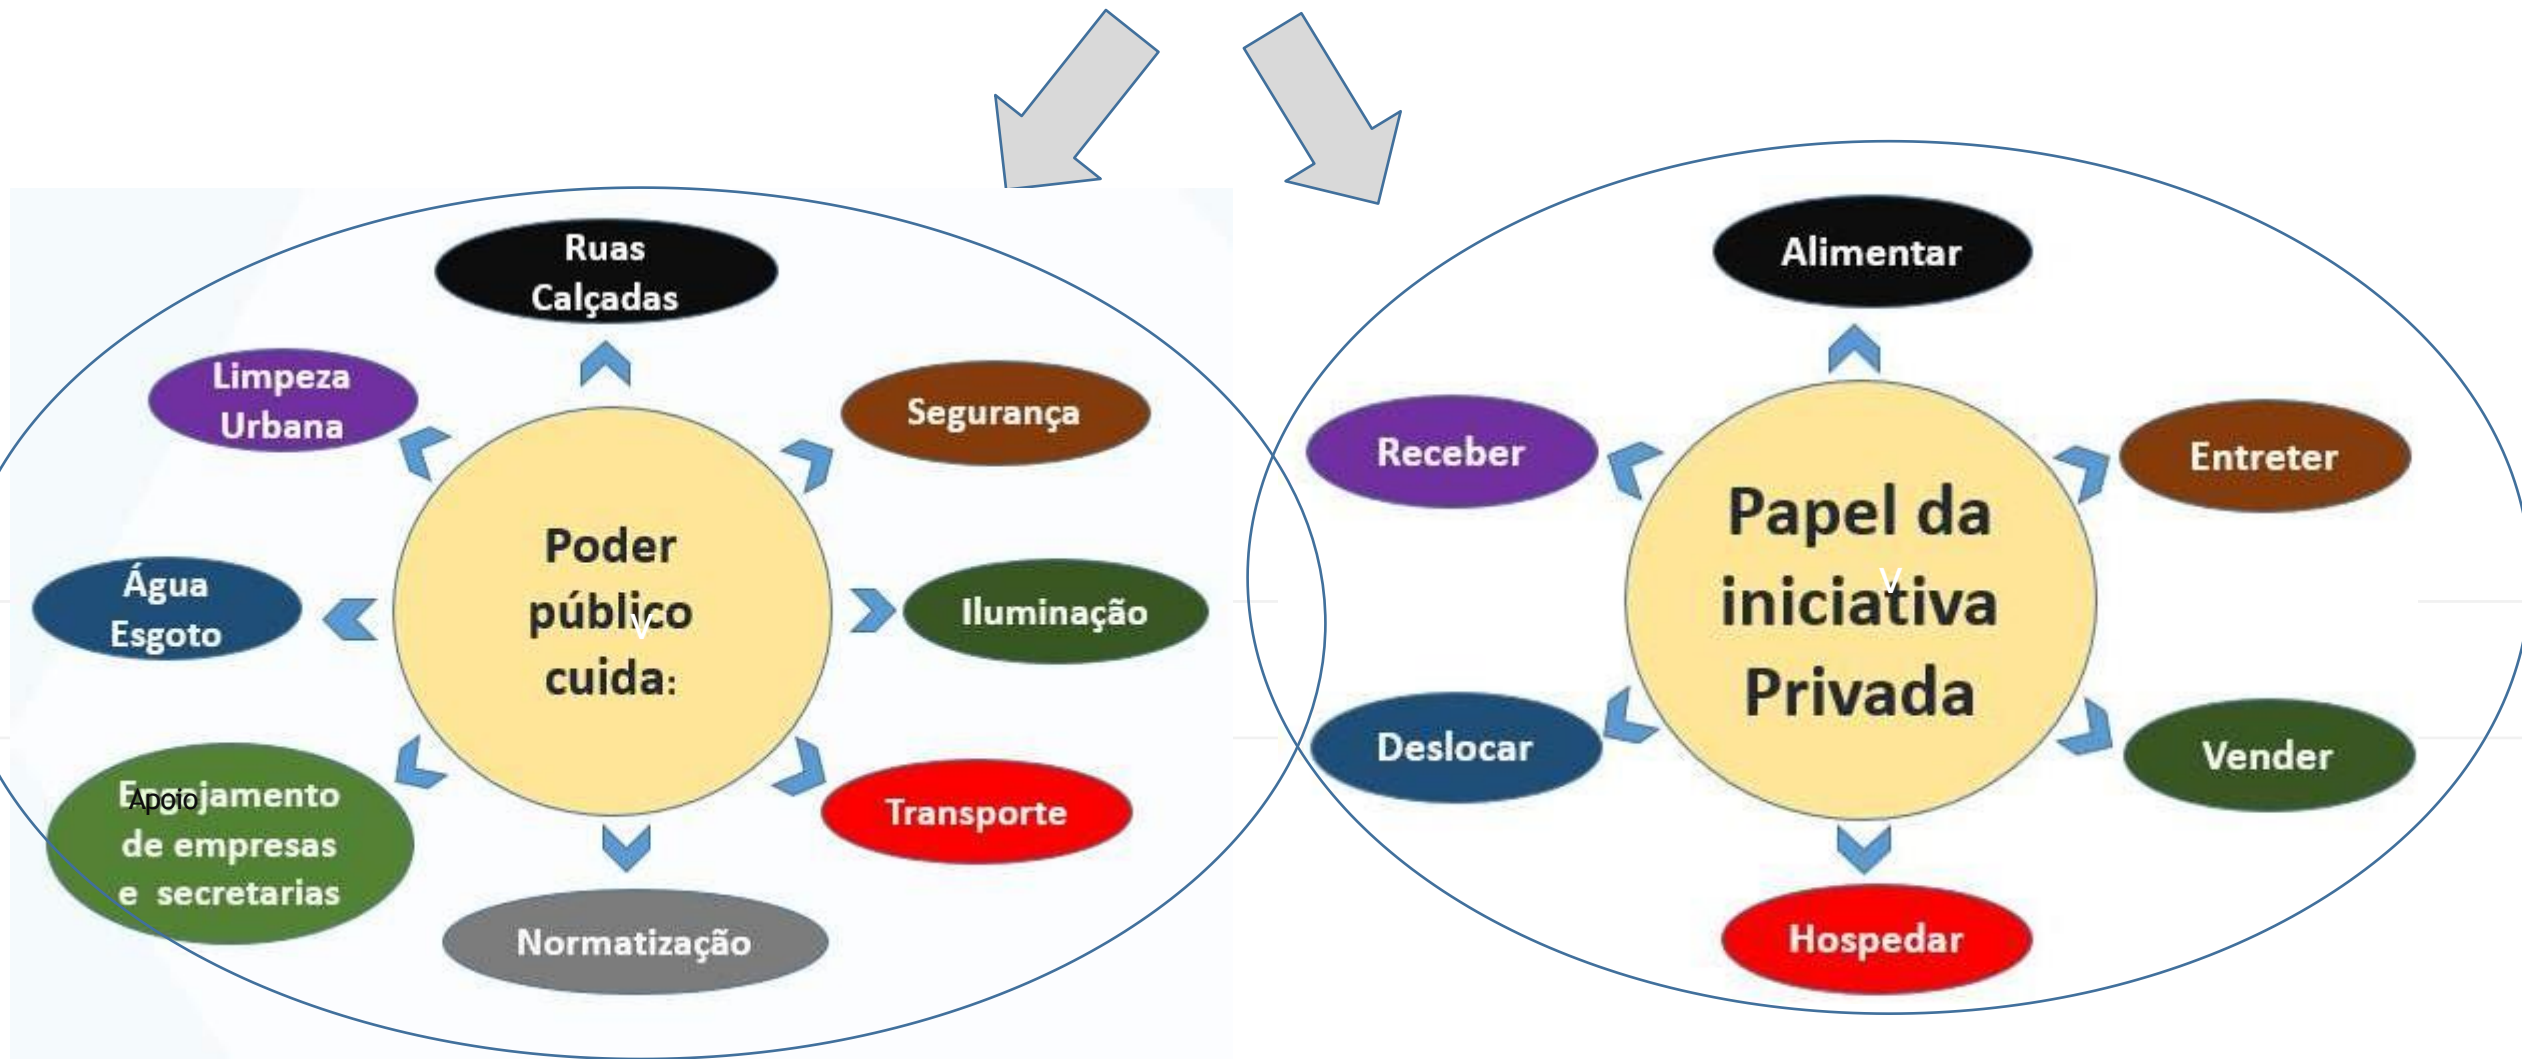 Ruas
Calçadas
Limpeza
Urbana
Segurança
Poder
público
cuida:
v
Água
Esgoto
Iluminação
Apoio
Engajamento
de empresas
e secretarias
Transporte
Normatização
Alimentar
Receber
Entreter
Papel da
iniciativa
Privada
v
Deslocar
Vender
Hospedar